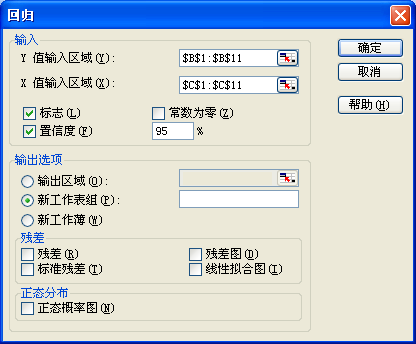 回归
输入
Y 值输入区域(Y): $B$1:$B$11
X 值输入区域(X): $C$1:$C$11
标志(L) 常数为零(Z)
置信度(F) 95 %
确定
取消
帮助(H)
输出选项
输出区域(O):
新工作表组(P):
新工作薄(W)
残差
残差(R) 残差图(D)
标准残差(T) 线性拟合图(I)
正态分布
正态概率图(N)